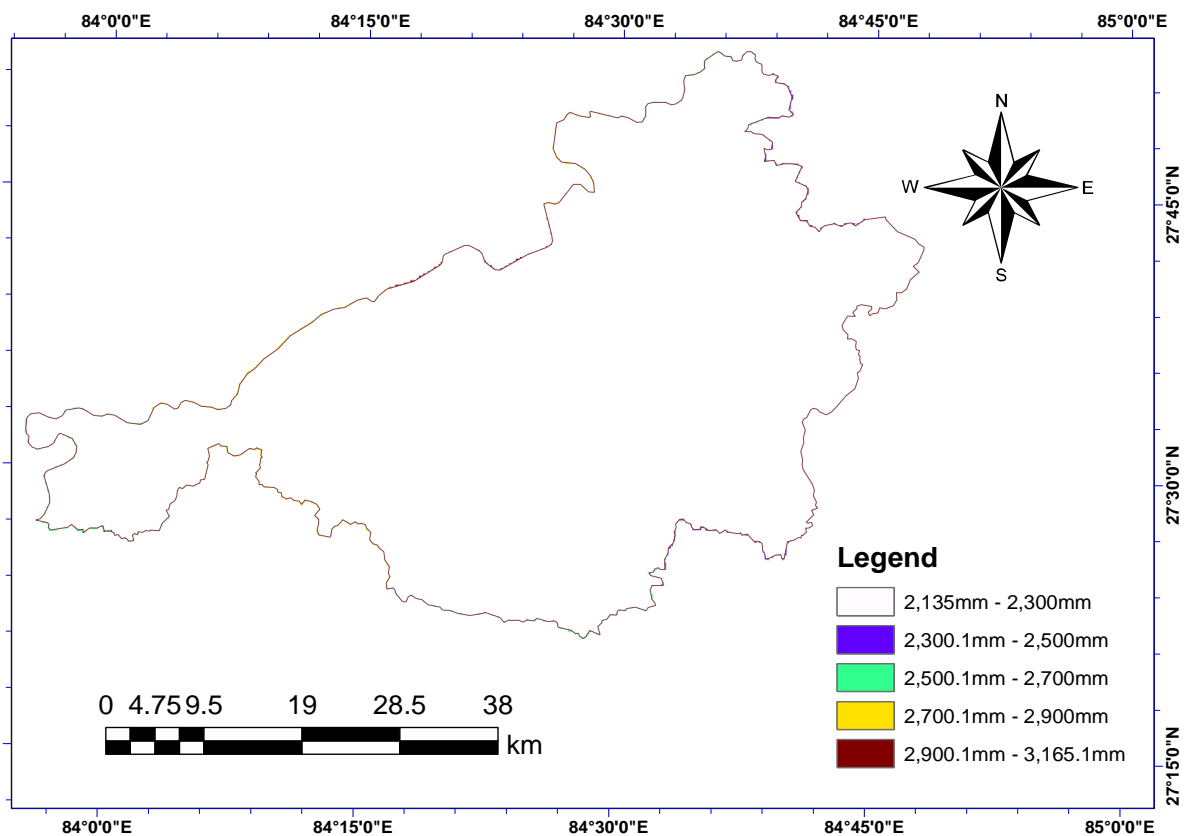 84°0'0"E 84°15'0"E 84°30'0"E 84°45'0"E 85°0'0"E
N
W E
S
27°45'0"N
27°30'0"N
27°15'0"N
Legend
2,135mm - 2,300mm
2,300.1mm - 2,500mm
2,500.1mm - 2,700mm
2,700.1mm - 2,900mm
2,900.1mm - 3,165.1mm
0 4.75 9.5 19 28.5 38
km
84°0'0"E 84°15'0"E 84°30'0"E 84°45'0"E 85°0'0"E